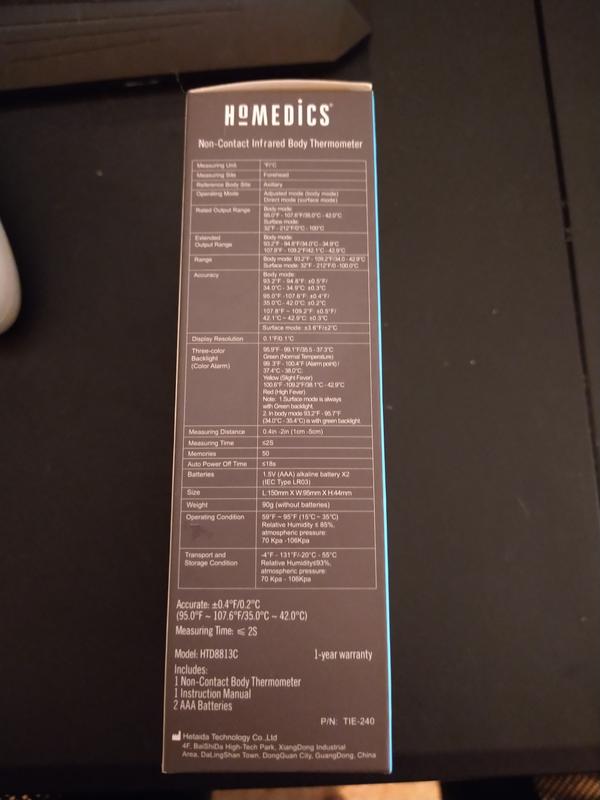 HoMEDiCS
Non-Contact Infrared Body Thermometer
Measuring Unit °F/°C
Measuring Site Forehead
Reference Body Site Axillary
Operating Mode Adjusted mode (body mode)
Direct mode (surface mode)
Rated Output Range Body mode:
95.0°F - 107.6°F/35.0°C - 42.0°C
Surface mode:
32°F - 212°F/0°C - 100°C
Extended
Output Range
Body mode:
93.2°F - 94.8°F/34.0°C - 34.9°C
107.8°F - 109.2°F/42.1°C - 42.9°C
Range Body mode: 93.2°F - 109.2°F/34.0 - 42.9°C
Surface mode: 32°F - 212°F/0-100.0°C
Accuracy Body mode:
93.2°F - 94.8°F: ±0.5°F/
34.0°C - 34.9°C: ±0.3°C
95.0°F -107.6°F: ±0.4°F/
35.0°C - 42.0°C: ±0.2°C
107.8°F ~ 109.2°F: ±0.5°F/
42.1°C ~ 42.9°C: ±0.3°C
Surface mode: ±3.6°F/±2°C
Display Resolution 0.1°F/0.1°C
Three-color
Backlight
(Color Alarm)
95.9°F - 99.1°F/35.5 - 37.3°C
Green (Normal Temperature)
99.3°F - 100.4°F (Alarm point) /
37.4°C - 38.0°C:
Yellow (Slight Fever)
100.6°F -109.2°F/38.1°C - 42.9°C
Red (High Fever)
Note: 1.Surface mode is always
with Green backlight.
2. In body mode 93.2°F - 95.7°F
(34.0°C - 35.4°C) is with green backlight.
Measuring Distance 0.4in -2in (1cm -5cm)
Measuring Time ≤2S
Memories 50
Auto Power Off Time ≤18s
Batteries 1.5V (AAA) alkaline battery X2
(IEC Type LR03)
Size L:150mm X W:95mm X H:44mm
Weight 90g (without batteries)
Operating Condition 59°F ~ 95°F (15°C ~ 35°C)
Relative Humidity ≤ 85%,
atmospheric pressure:
70 Kpa -106Kpa
Transport and
Storage Condition
-4°F - 131°F/-20°C - 55°C
Relative Humidity≤93%,
atmospheric pressure:
70 Kpa - 106Kpa
Accurate: ±0.4°F/0.2°C
(95.0°F ~ 107.6°F/35.0°C ~ 42.0°C)
Measuring Time: ≤ 2S
Model: HTD8813C 1-year warranty
Includes:
1 Non-Contact Body Thermometer
1 Instruction Manual
2 AAA Batteries
P/N: TIE-240
Hetaida Technology Co.,Ltd
4F, BaiShiDa High-Tech Park, XiangDong Industrial
Area, DaLingShan Town, DongGuan City, GuangDong, China